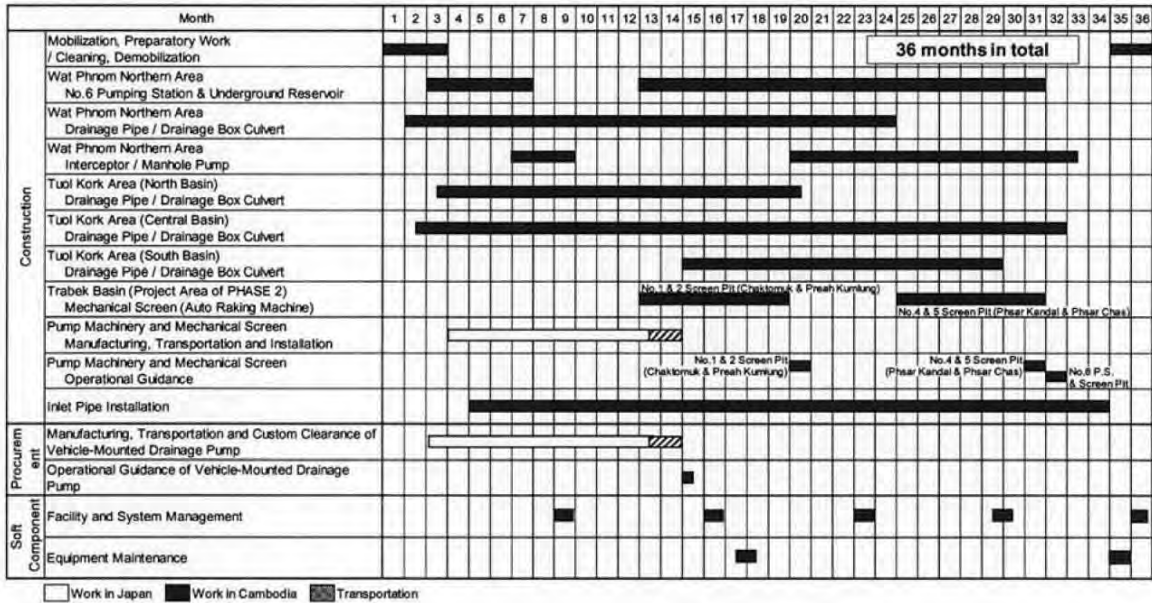 Month 1 2 3 4 5 6 7 8 9 10 11 12 13 14 15 16 17 18 19 20 21 22 23 24 25 26 27 28 29 30 31 32 33 34 35 36
Construction
Mobilization, Preparatory Work
/ Cleaning, Demobilization
36 months in total
Wat Phnom Northern Area
No.6 Pumping Station & Underground Reservoir
Wat Phnom Northern Area
Drainage Pipe / Drainage Box Culvert
Wat Phnom Northern Area
Interceptor / Manhole Pump
Tuol Kork Area (North Basin)
Drainage Pipe / Drainage Box Culvert
Tuol Kork Area (Central Basin)
Drainage Pipe / Drainage Box Culvert
Tuol Kork Area (South Basin)
Drainage Pipe / Drainage Box Culvert
Trabek Basin (Project Area of PHASE 2)
Mechanical Screen (Auto Raking Machine)
No.1 & 2 Screen Pit (Chaktomuk & Preah Kumlung)
No.4 & 5 Screen Pit (Phsar Kandal & Phsar Chas)
Pump Machinery and Mechanical Screen
Manufacturing, Transportation and Installation
Pump Machinery and Mechanical Screen
Operational Guidance
No.1 & 2 Screen Pit
(Chaktomuk & Preah Kumlung)
No.4 & 5 Screen Pit
(Phsar Kandal & Phsar Chas)
P.S.
& Screen Pit
Inlet Pipe Installation
Procurem
ent
Manufacturing, Transportation and Custom Clearance of
Vehicle-Mounted Drainage Pump
Operational Guidance of Vehicle-Mounted Drainage
Pump
Soft
Component
Facility and System Management
Equipment Maintenance
Work in Japan Work in Cambodia Transportation